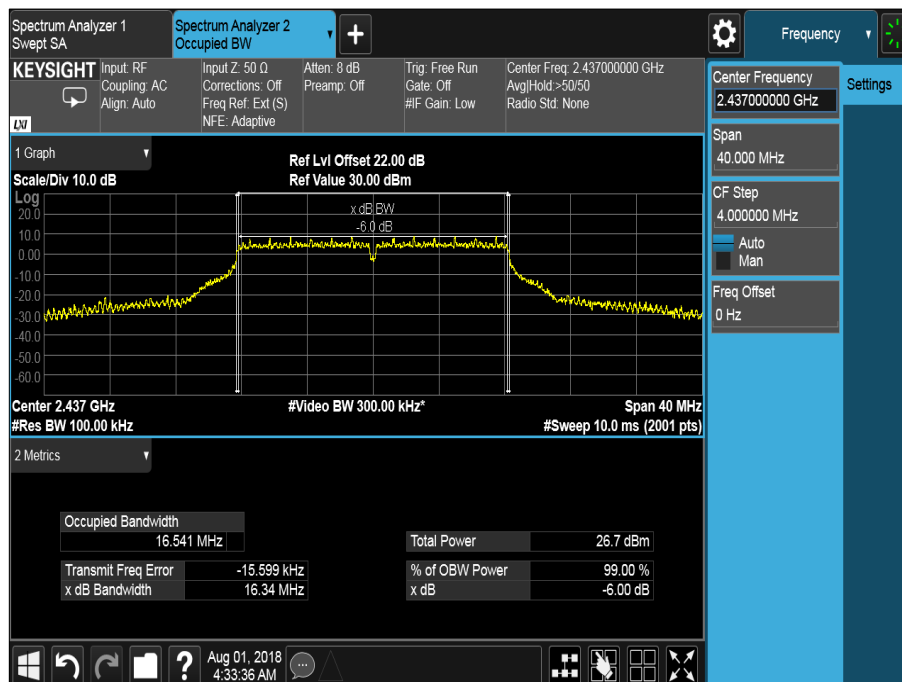 Spectrum Analyzer 1
Swept SA
Spectrum Analyzer 2
Occupied BW
Frequency
KEYSIGHT
LXI
Input: RF
Coupling: AC
Align: Auto
Input Z: 50 Ω
Corrections: Off
Freq Ref: Ext (S)
NFE: Adaptive
Atten: 8 dB
Preamp: Off
Trig: Free Run
Gate: Off
#IF Gain: Low
Center Freq: 2.437000000 GHz
Avg|Hold:>50/50
Radio Std: None
Center Frequency
2.437000000 GHz
Settings
Span
40.000 MHz
CF Step
4.000000 MHz
Auto
Man
Freq Offset
0 Hz
1 Graph
Scale/Div 10.0 dB
Ref Lvl Offset 22.00 dB
Ref Value 30.00 dBm
Log
20.0
10.0
0.00
-10.0
-20.0
-30.0
-40.0
-50.0
-60.0
x dB BW
-6.0 dB
Center 2.437 GHz
#Video BW 300.00 kHz*
Span 40 MHz
#Res BW 100.00 kHz
#Sweep 10.0 ms (2001 pts)
2 Metrics
Occupied Bandwidth
16.541 MHz
Total Power 26.7 dBm
Transmit Freq Error -15.599 kHz
% of OBW Power 99.00 %
x dB Bandwidth 16.34 MHz
x dB -6.00 dB
?
Aug 01, 2018
4:33:36 AM